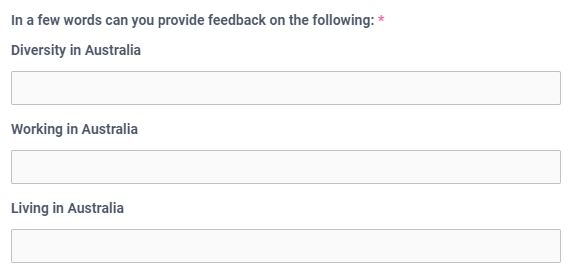 In a few words can you provide feedback on the following: *
Diversity in Australia
Working in Australia
Living in Australia